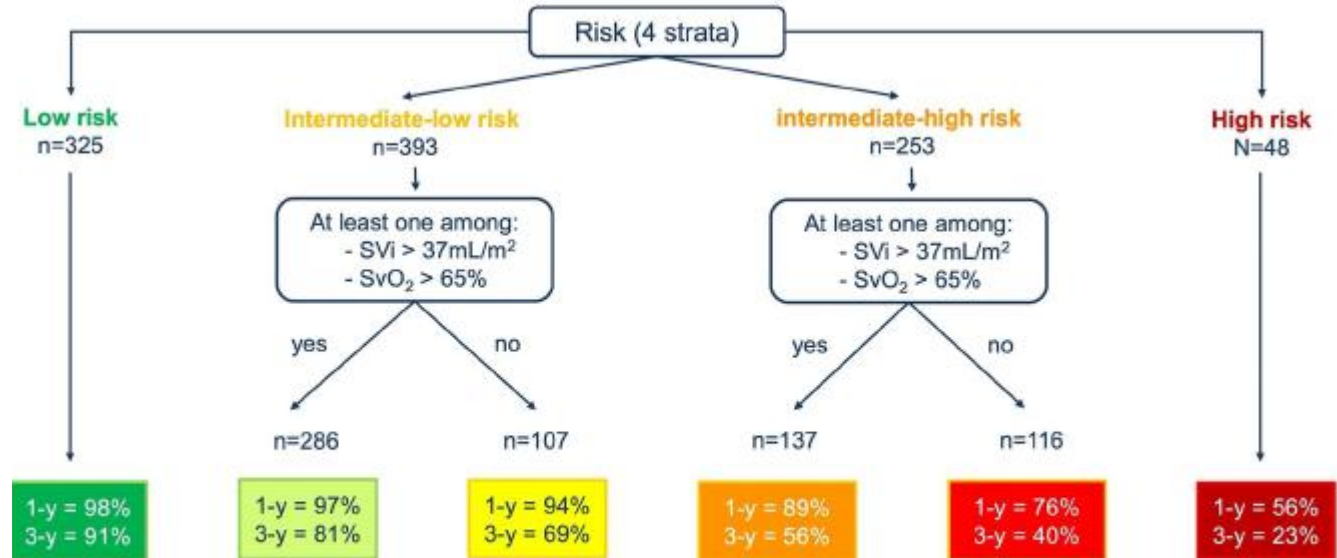 Risk (4 strata)
Low risk
n=325
Intermediate-low risk
n=393
intermediate-high risk
n=253
High risk
N=48
At least one among:
- SVi > 37mL/m²
- SvO₂ > 65%
At least one among:
- SVi > 37mL/m²
- SvO₂ > 65%
yes
no
yes
no
n=286
n=107
n=137
n=116
1-y = 98%
3-y = 91%
1-y = 97%
3-y = 81%
1-y = 94%
3-y = 69%
1-y = 89%
3-y = 56%
1-y = 76%
3-y = 40%
1-y = 56%
3-y = 23%